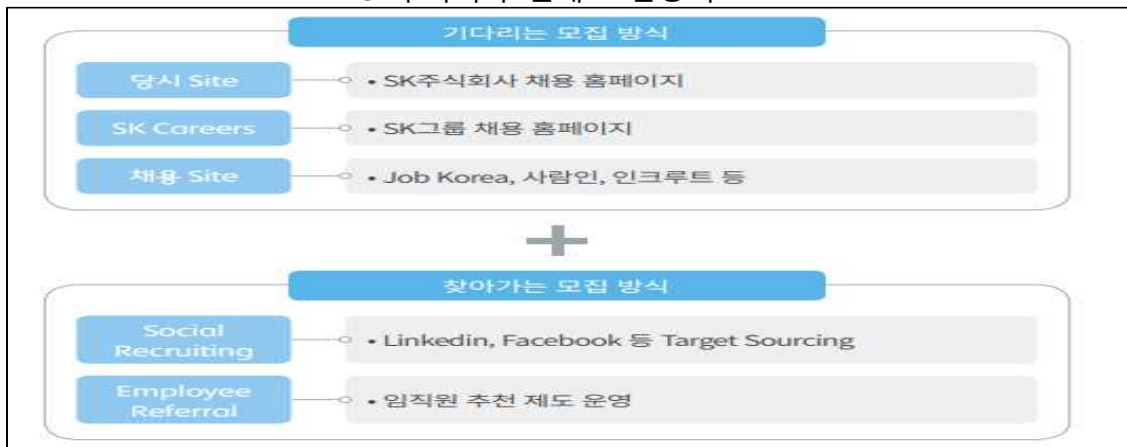 기다리는 모집 방식
당시 Site
• SK주식회사 채용 홈페이지
SK Careers
• SK그룹 채용 홈페이지
채용 Site
• Job Korea, 사람인, 인크루트 등
+
찾아가는 모집 방식
Social
Recruiting
• Linkedin, Facebook 등 Target Sourcing
Employee
Referral
• 임직원 추천 제도 운영